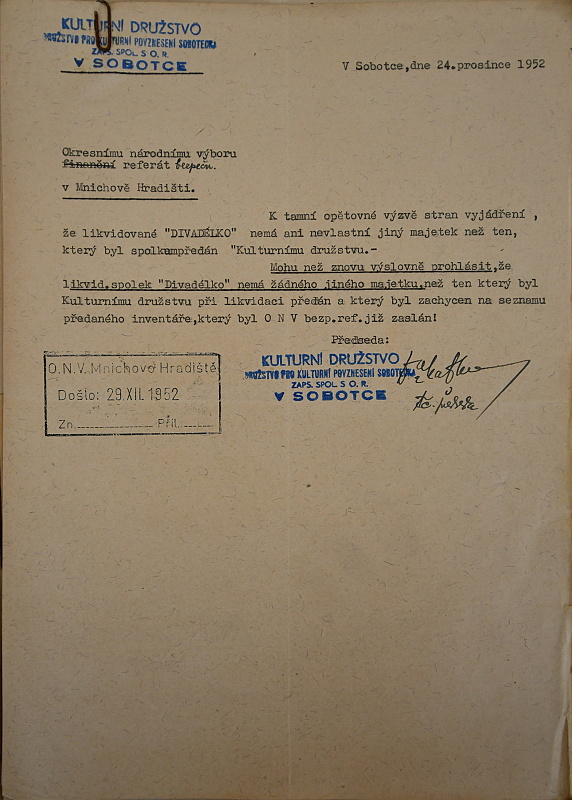 KULTURNÍ DRUŽSTVO
DRUŽSTVO PRO KULTURNÍ POVZNESENÍ SOBOTECKA
ZAPS. SPOL. S O. R.
V SOBOTCE
V Sobotce,dne 24.prosince 1952
Okresnímu národnímu výboru
finanční referát bezpečn.
v Mnichově Hradišti.
K tamní opětovné výzvě stran vyjádření ,
že likvidované "DIVADÉLKO" nemá ani nevlastní jiný majetek než ten,
který byl spolkempředán "Kulturnímu družstvu.-
Mohu než znovu výslovně prohlásit,že
likvid.spolek "Divadélko" nemá žádného jiného majetku,než ten který byl
Kulturnímu družstvu při likvidaci předán a který byl zachycen na seznamu
předaného inventáře,který byl O N V bezp.ref.již zaslán!
Předseda:
KULTURNÍ DRUŽSTVO
DRUŽSTVO PRO KULTURNÍ POVZNESENÍ SOBOTECKA
ZAPS. SPOL. S O. R.
V SOBOTCE
O.N.V. Mnichovo Hradiště
Došlo: 29.XII.1952
Zn. Příl.